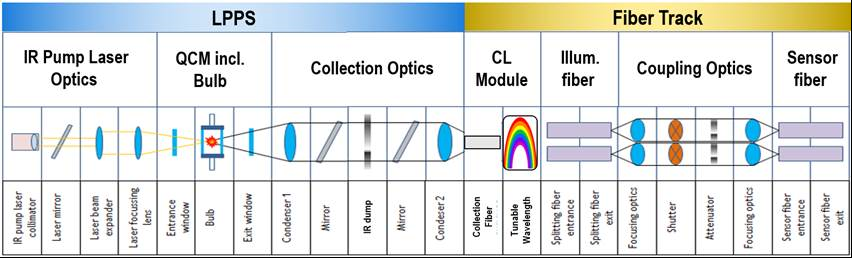 LPPS
Fiber Track
IR Pump Laser
Optics
QCM incl.
Bulb
Collection Optics
CL
Module
Illum.
fiber
Coupling Optics
Sensor
fiber
IR pump laser
collimator
Laser mirror
Laser beam
expander
Laser focussing
lens
Entrance
window
Bulb
Exit window
Condenser 1
Mirror
IR dump
Mirror
Condeser 2
Collection
Fiber
Tunable
Wavelength
Splitting fiber
entrance
Splitting fiber
exit
Focusing optics
Shutter
Attenuator
Focusing optics
Sensor fiber
entrance
Sensor fiber
exit